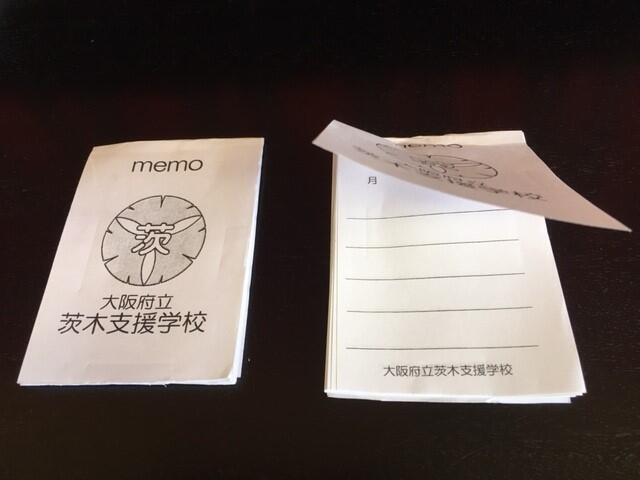 memo
茨
大阪府立
茨木支援学校
memo
月
大阪府立茨木支援学校